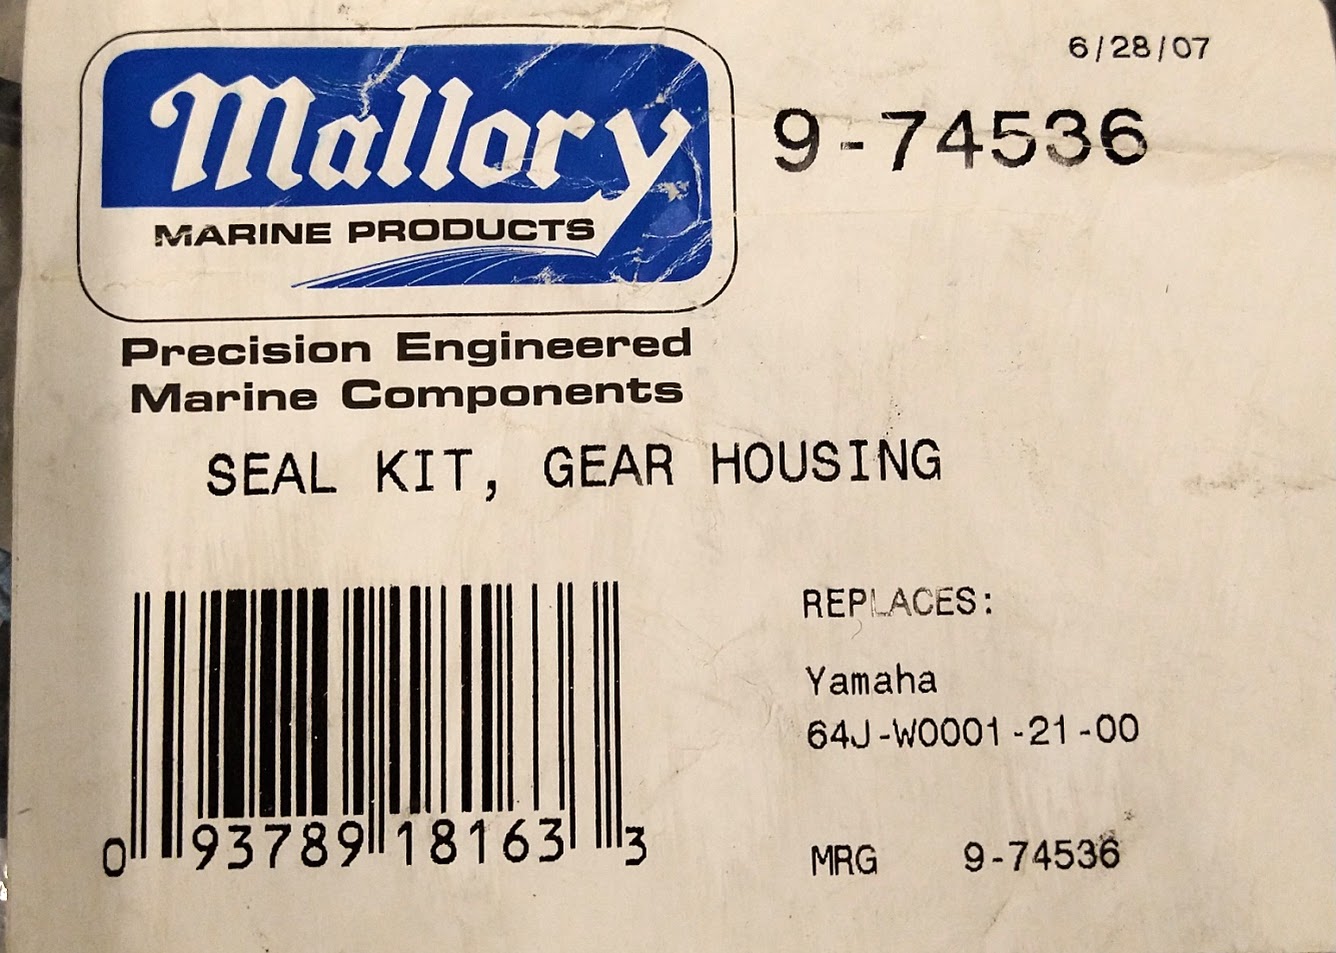 6/28/07
Mallory
MARINE PRODUCTS
9-74536
Precision Engineered
Marine Components
SEAL KIT, GEAR HOUSING
REPLACES:
Yamaha
64J-W0001-21-00
0 93789 18163 3
MRG 9-74536